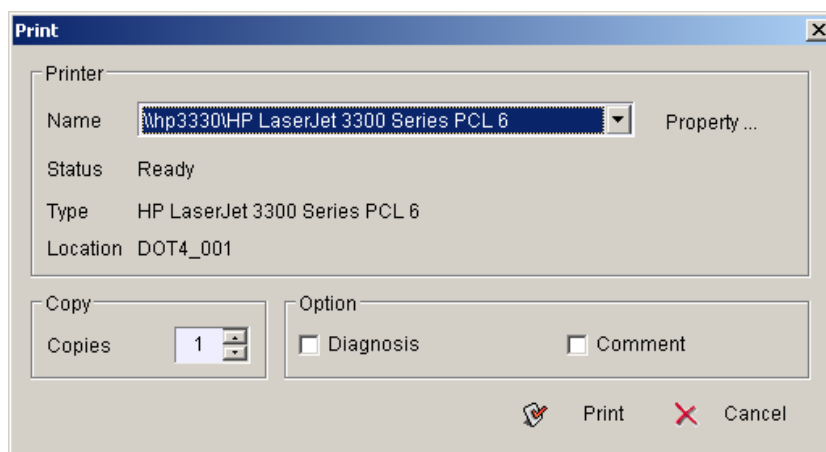 Print
Printer
Name \\hp3330\HP LaserJet 3300 Series PCL 6 Property ...
Status Ready
Type HP LaserJet 3300 Series PCL 6
Location DOT4_001
Copy Option
Copies 1 Diagnosis Comment
Print Cancel